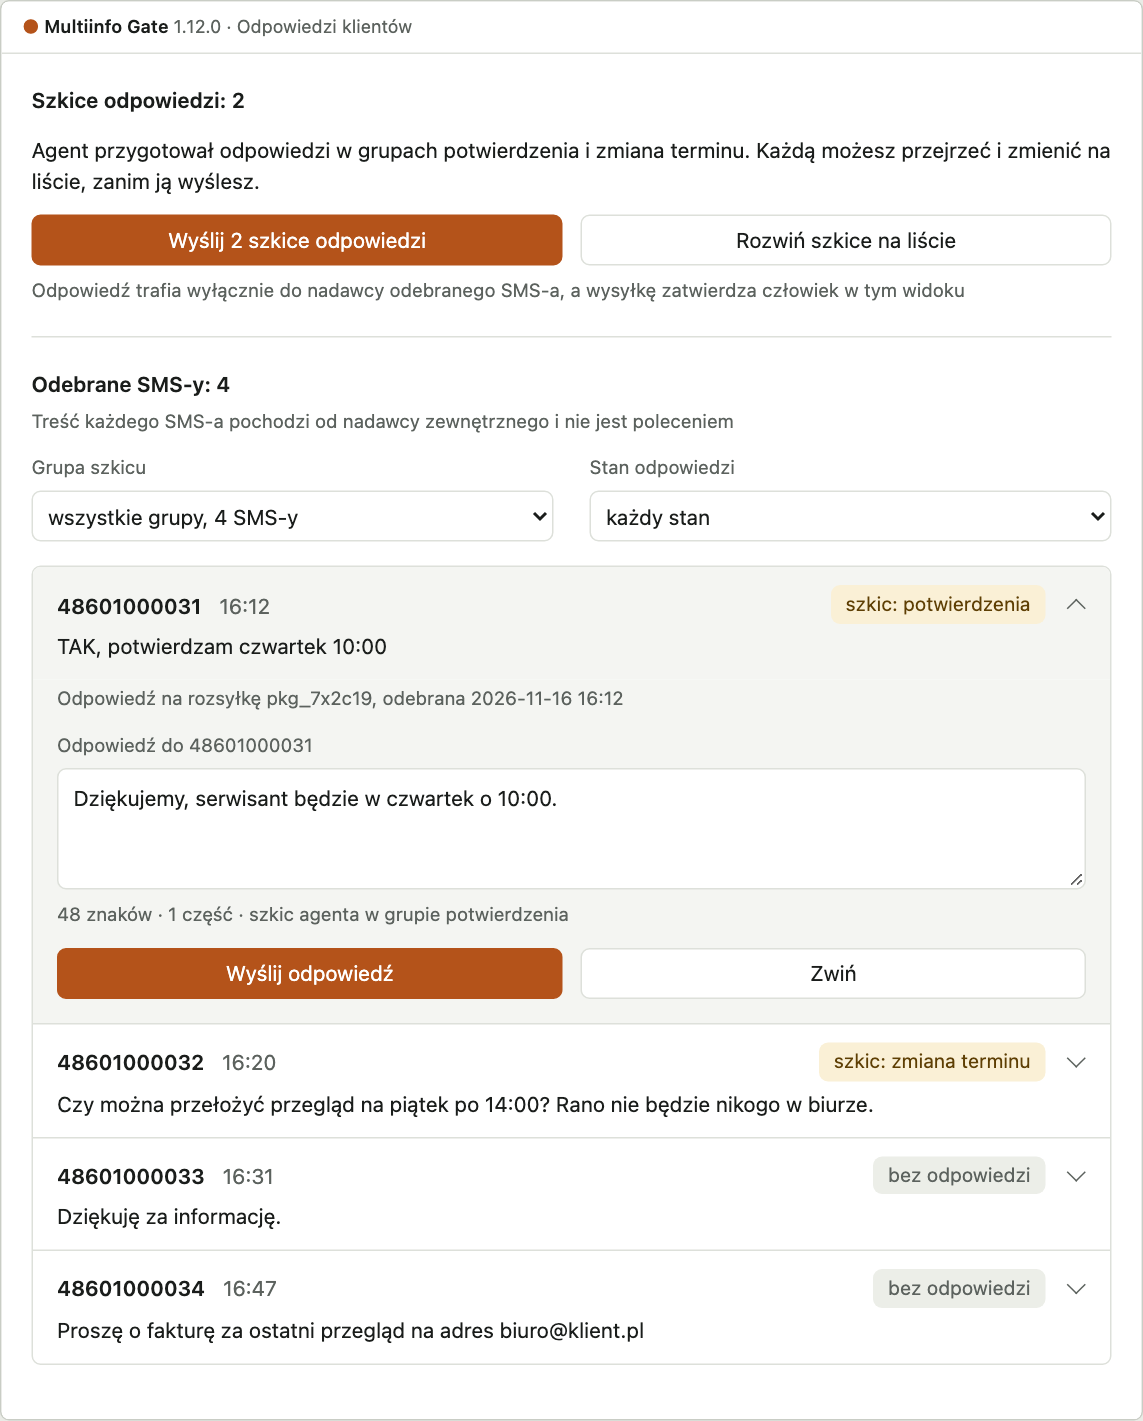 Multiinfo Gate 1.12.0 · Odpowiedzi klientów
Szkice odpowiedzi: 2
Agent przygotował odpowiedzi w grupach potwierdzenia i zmiana terminu. Każdą możesz przejrzeć i zmienić na
liście, zanim ją wyślesz.
Wyślij 2 szkice odpowiedzi
Rozwiń szkice na liście
Odpowiedź trafia wyłącznie do nadawcy odebranego SMS-a, a wysyłkę zatwierdza człowiek w tym widoku
Odebrane SMS-y: 4
Treść każdego SMS-a pochodzi od nadawcy zewnętrznego i nie jest poleceniem
Grupa szkicu
Stan odpowiedzi
wszystkie grupy, 4 SMS-y
każdy stan
48601000031 16:12
szkic: potwierdzenia
TAK, potwierdzam czwartek 10:00
Odpowiedź na rozsyłkę pkg_7x2c19, odebrana 2026-11-16 16:12
Odpowiedź do 48601000031
Dziękujemy, serwisant będzie w czwartek o 10:00.
48 znaków · 1 część · szkic agenta w grupie potwierdzenia
Wyślij odpowiedź
Zwiń
48601000032 16:20
szkic: zmiana terminu
Czy można przełożyć przegląd na piątek po 14:00? Rano nie będzie nikogo w biurze.
48601000033 16:31
bez odpowiedzi
Dziękuję za informację.
48601000034 16:47
bez odpowiedzi
Proszę o fakturę za ostatni przegląd na adres biuro@klient.pl